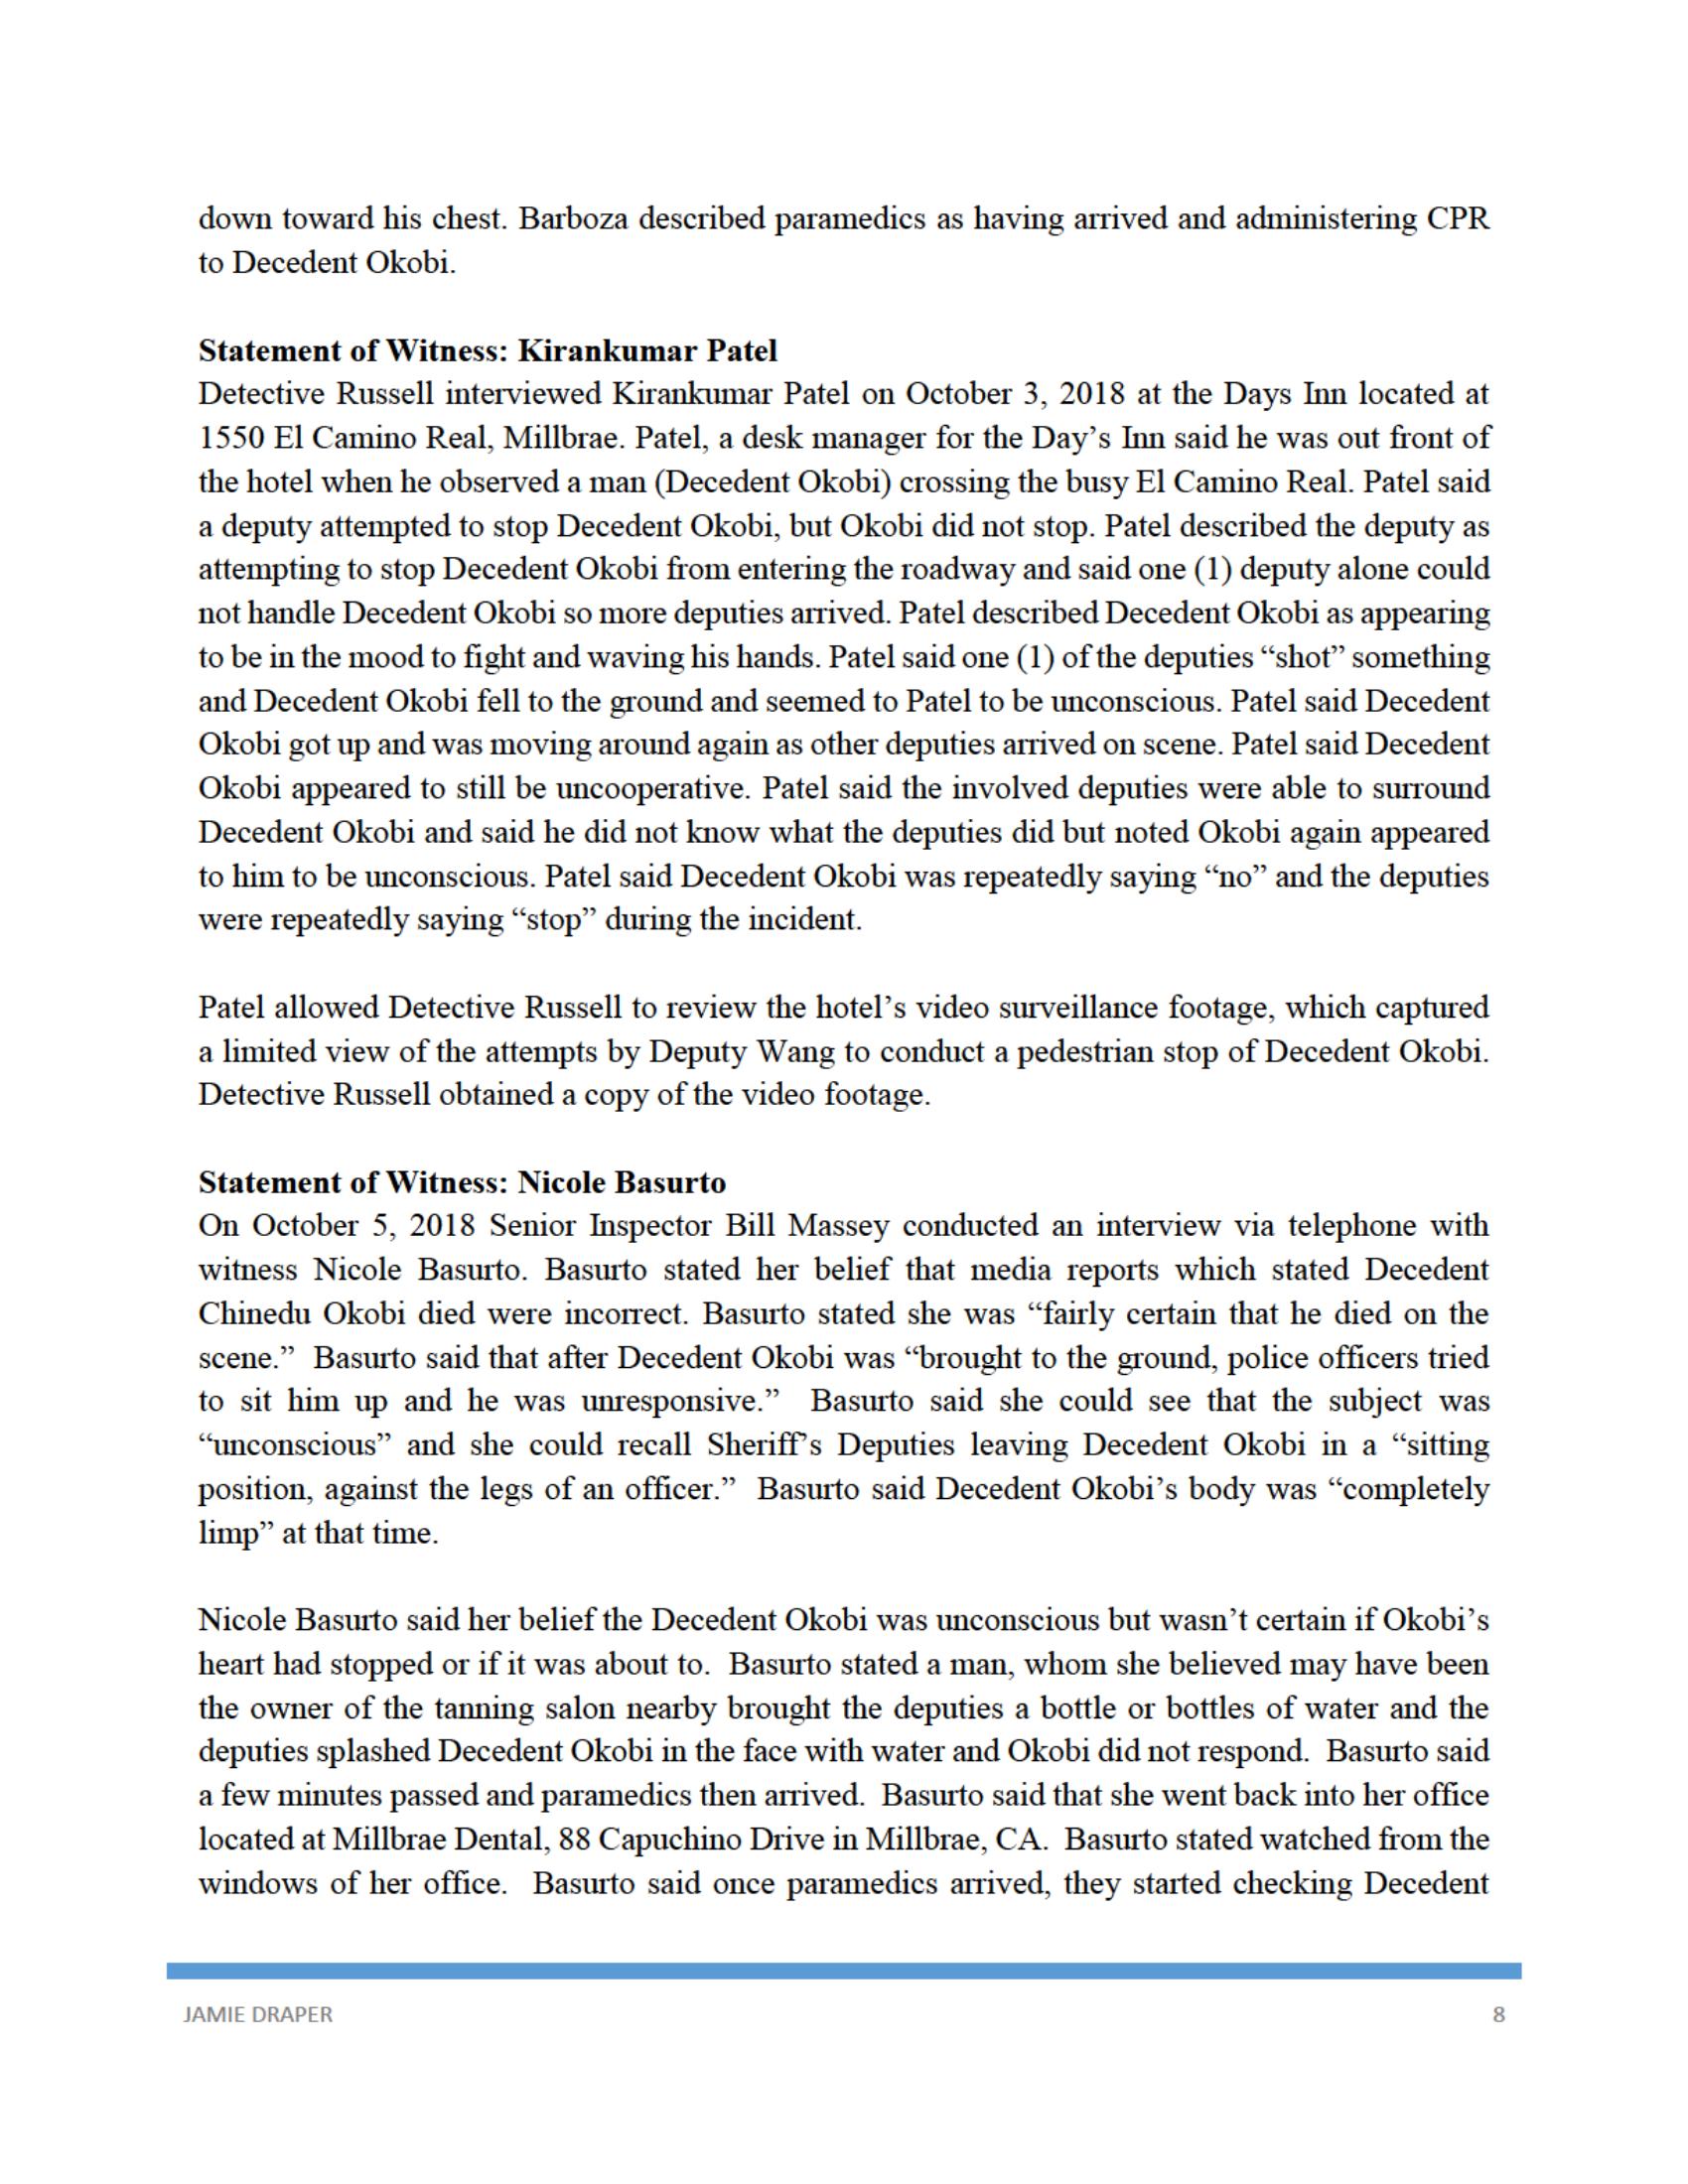 down toward his chest. Barboza described paramedics as having arrived and administering CPR
to Decedent Okobi.
Statement of Witness: Kirankumar Patel
Detective Russell interviewed Kirankumar Patel on October 3, 2018 at the Days Inn located at
1550 El Camino Real, Millbrae. Patel, a desk manager for the Day’s Inn said he was out front of
the hotel when he observed a man (Decedent Okobi) crossing the busy El Camino Real. Patel said
a deputy attempted to stop Decedent Okobi, but Okobi did not stop. Patel described the deputy as
attempting to stop Decedent Okobi from entering the roadway and said one (1) deputy alone could
not handle Decedent Okobi so more deputies arrived. Patel described Decedent Okobi as appearing
to be in the mood to fight and waving his hands. Patel said one (1) of the deputies “shot” something
and Decedent Okobi fell to the ground and seemed to Patel to be unconscious. Patel said Decedent
Okobi got up and was moving around again as other deputies arrived on scene. Patel said Decedent
Okobi appeared to still be uncooperative. Patel said the involved deputies were able to surround
Decedent Okobi and said he did not know what the deputies did but noted Okobi again appeared
to him to be unconscious. Patel said Decedent Okobi was repeatedly saying “no” and the deputies
were repeatedly saying “stop” during the incident.
Patel allowed Detective Russell to review the hotel’s video surveillance footage, which captured
a limited view of the attempts by Deputy Wang to conduct a pedestrian stop of Decedent Okobi.
Detective Russell obtained a copy of the video footage.
Statement of Witness: Nicole Basurto
On October 5, 2018 Senior Inspector Bill Massey conducted an interview via telephone with
witness Nicole Basurto. Basurto stated her belief that media reports which stated Decedent
Chinedu Okobi died were incorrect. Basurto stated she was “fairly certain that he died on the
scene.”  Basurto said that after Decedent Okobi was “brought to the ground, police officers tried
to sit him up and he was unresponsive.”  Basurto said she could see that the subject was
“unconscious” and she could recall Sheriff’s Deputies leaving Decedent Okobi in a “sitting
position, against the legs of an officer.”  Basurto said Decedent Okobi’s body was “completely
limp” at that time.
Nicole Basurto said her belief the Decedent Okobi was unconscious but wasn’t certain if Okobi’s
heart had stopped or if it was about to.  Basurto stated a man, whom she believed may have been
the owner of the tanning salon nearby brought the deputies a bottle or bottles of water and the
deputies splashed Decedent Okobi in the face with water and Okobi did not respond.  Basurto said
a few minutes passed and paramedics then arrived.  Basurto said that she went back into her office
located at Millbrae Dental, 88 Capuchino Drive in Millbrae, CA.  Basurto stated watched from the
windows of her office.  Basurto said once paramedics arrived, they started checking Decedent
JAMIE DRAPER
8